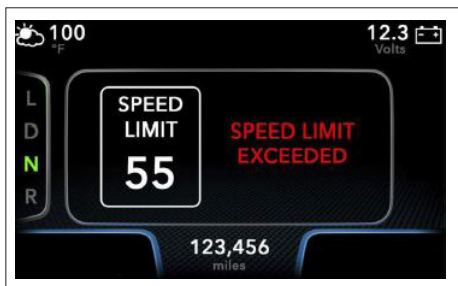 100
°F
12.3
Volts
L
D
N
R
SPEED
LIMIT
55
SPEED LIMIT
EXCEEDED
123,456
miles